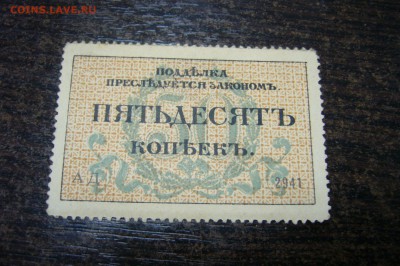 COINS.LAVE.RU
ПОДДѢЛКА
ПРЕСЛѢДУЕТСЯ ЗАКОНОМЪ.
50
ПЯТЬДЕСЯТЪ
КОПѢЕКЪ.
АД 2941